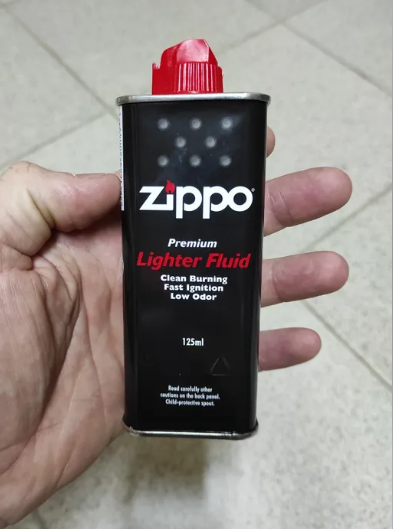 zippo
Premium
Lighter Fluid
Clean Burning
Fast Ignition
Low Odor
125ml
Read carefully other
cautions on the back panel.
Child-protective spout.